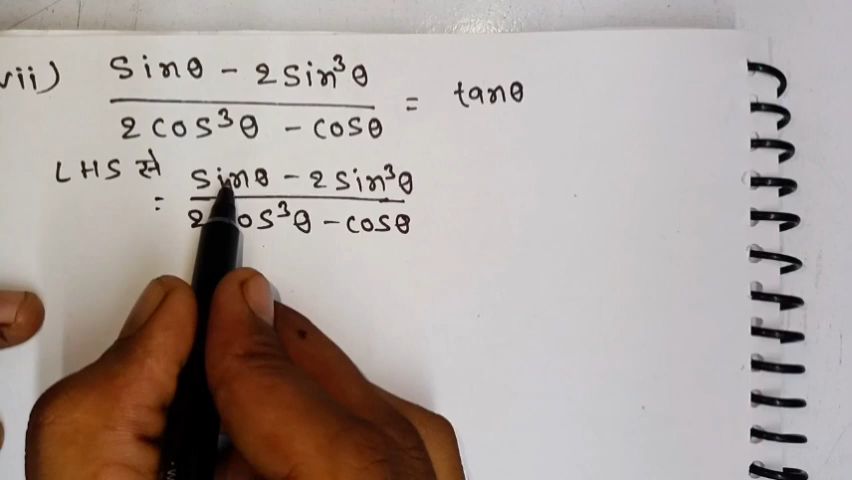 vii) sinθ - 2sin³θ
2cos³θ - cosθ = tanθ
LHS से sinθ - 2sin³θ
= 2cos³θ - cosθ